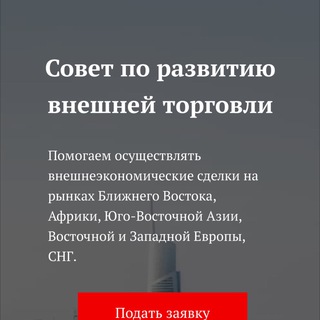 Совет по развитию
внешней торговли
Помогаем осуществлять
внешнеэкономические сделки на
рынках Ближнего Востока,
Африки, Юго-Восточной Азии,
Восточной и Западной Европы,
СНГ.
Подать заявку